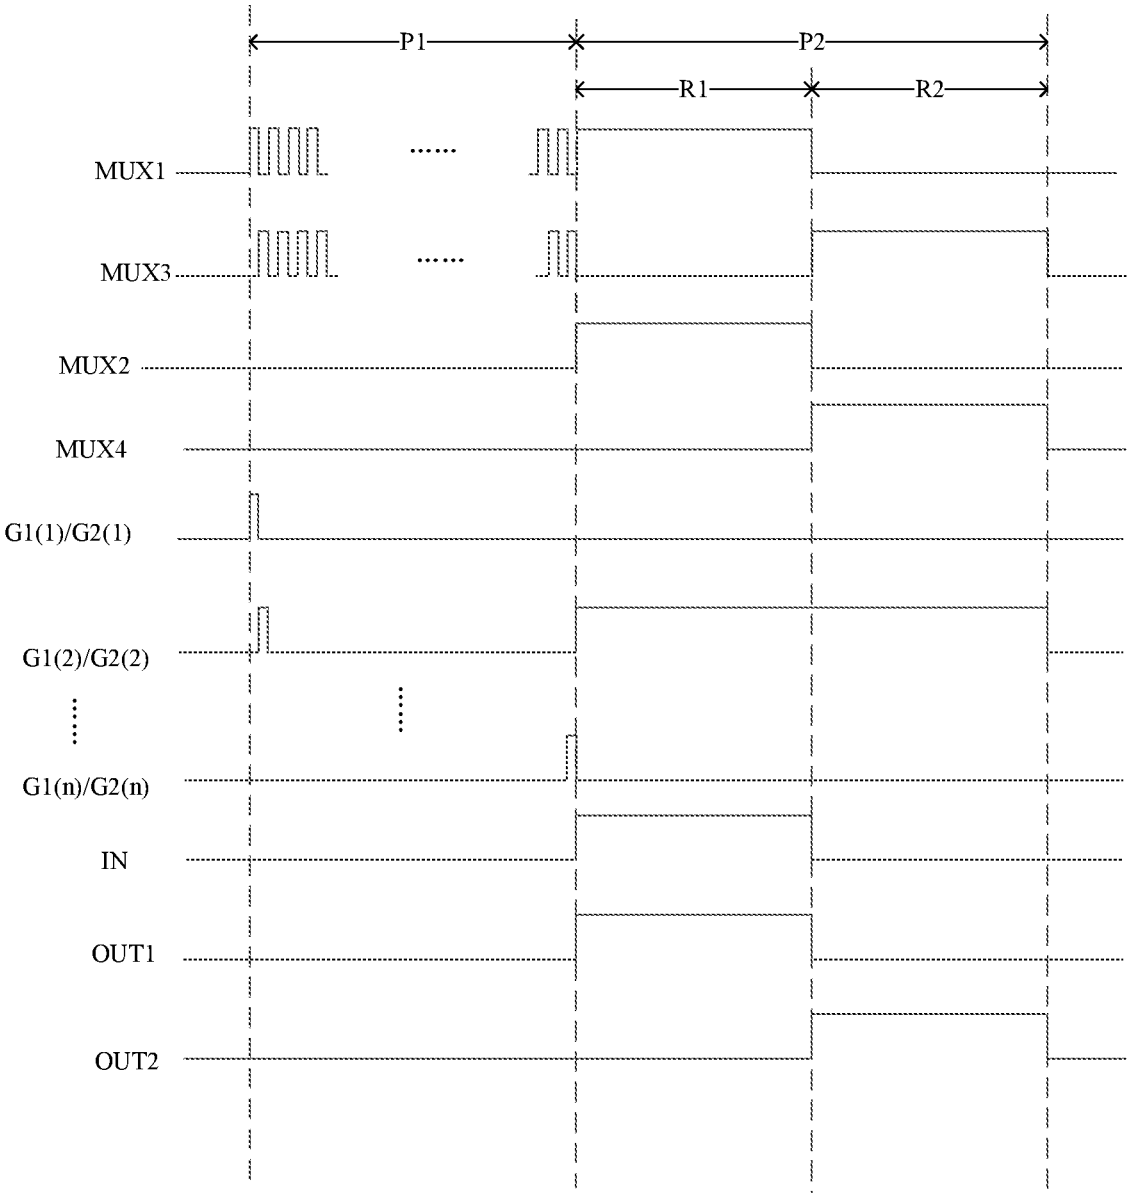 P1
P2
R1
R2
MUX1
......
MUX3
......
MUX2
MUX4
G1(1)/G2(1)
G1(2)/G2(2)
G1(n)/G2(n)
IN
OUT1
OUT2